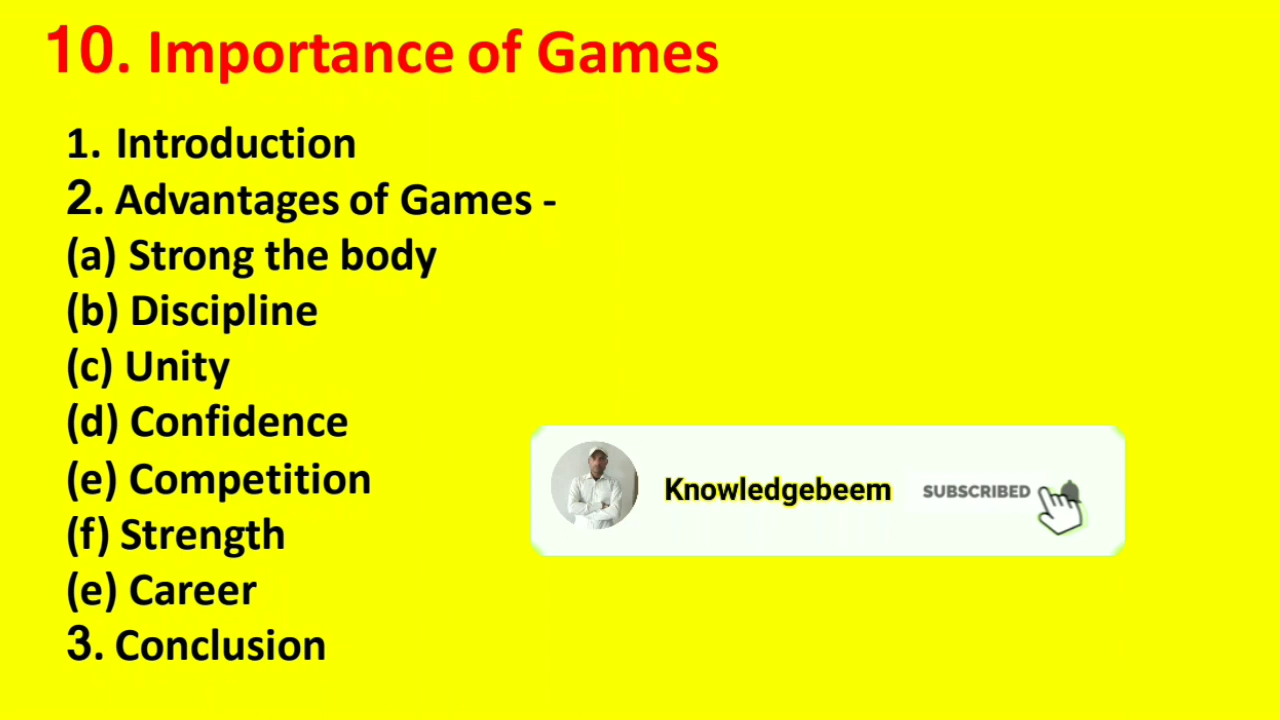 10. Importance of Games
1. Introduction
2. Advantages of Games -
(a) Strong the body
(b) Discipline
(c) Unity
(d) Confidence
(e) Competition
(f) Strength
(e) Career
3. Conclusion
Knowledgebeem SUBSCRIBED